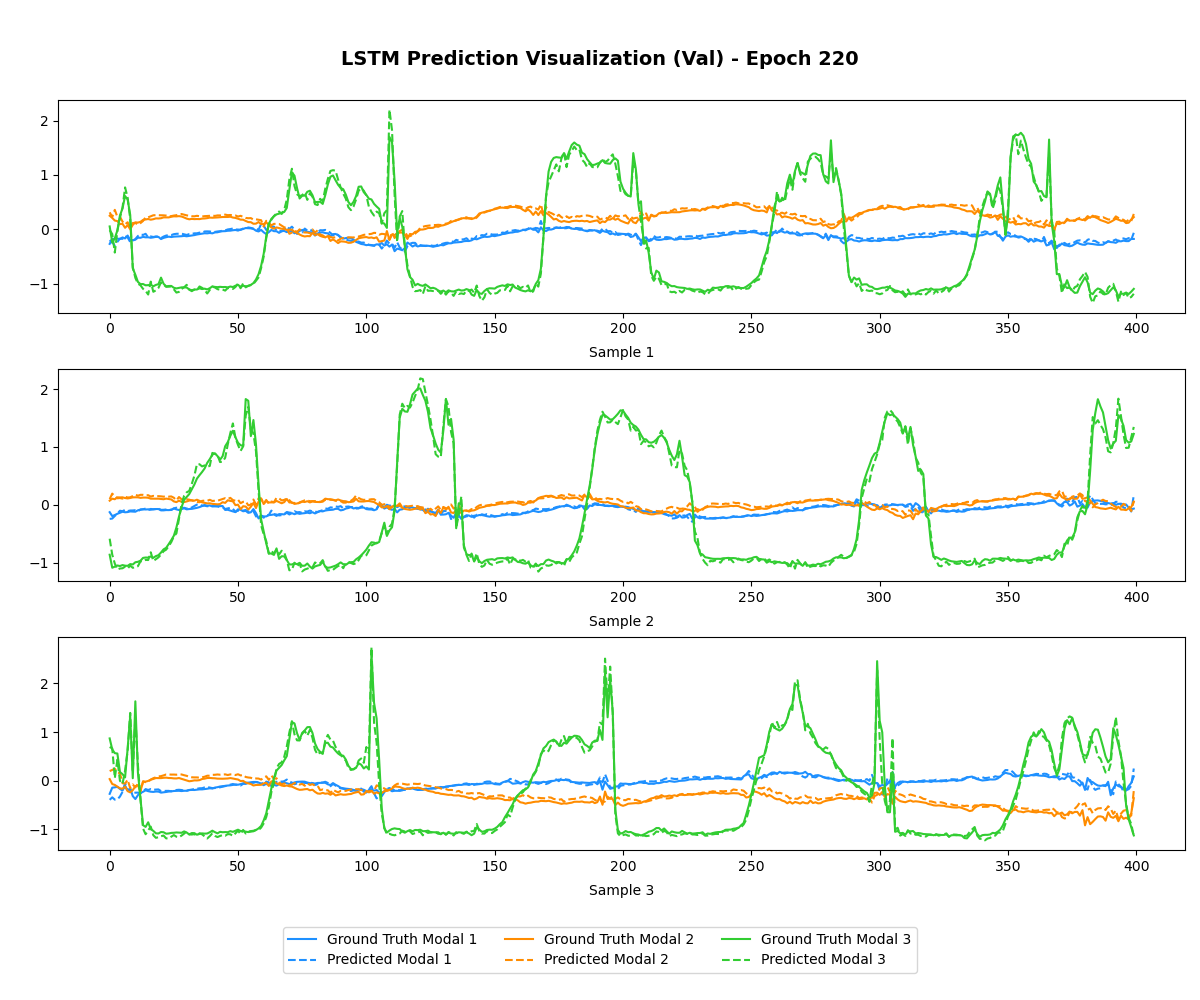 LSTM Prediction Visualization (Val) - Epoch 220
2
1
0
−1
0 50 100 150 200 250 300 350 400
Sample 1
2
1
0
−1
0 50 100 150 200 250 300 350 400
Sample 2
2
1
0
−1
0 50 100 150 200 250 300 350 400
Sample 3
Ground Truth Modal 1 Ground Truth Modal 2 Ground Truth Modal 3
Predicted Modal 1 Predicted Modal 2 Predicted Modal 3